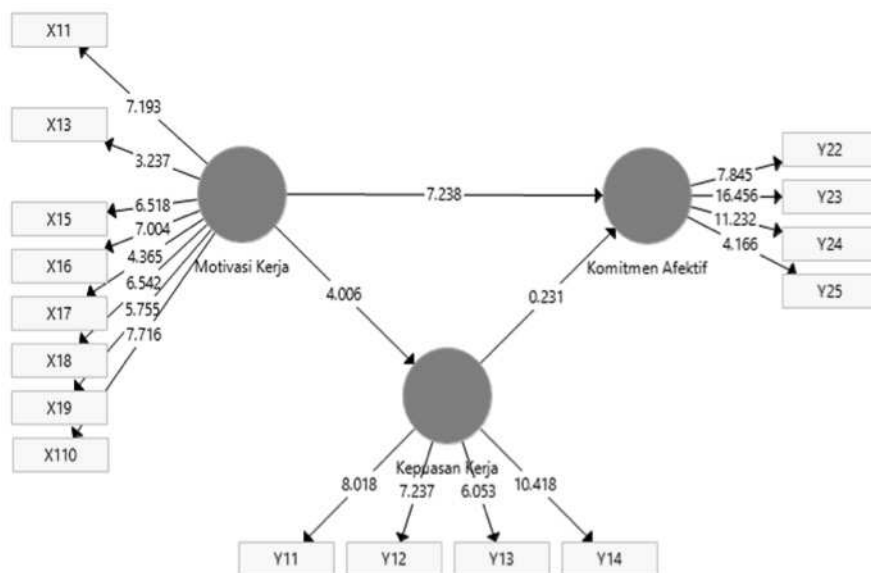 X11
7.193
X13
3.237
X15
6.518
X16
7.004
X17
4.365
X18
6.542
X19
5.755
X110
7.716
Motivasi Kerja
7.238
4.006
0.231
Komitmen Afektif
7.845
Y22
16.456
Y23
11.232
Y24
4.166
Y25
Kepuasan Kerja
8.018
7.237
6.053
10.418
Y11
Y12
Y13
Y14